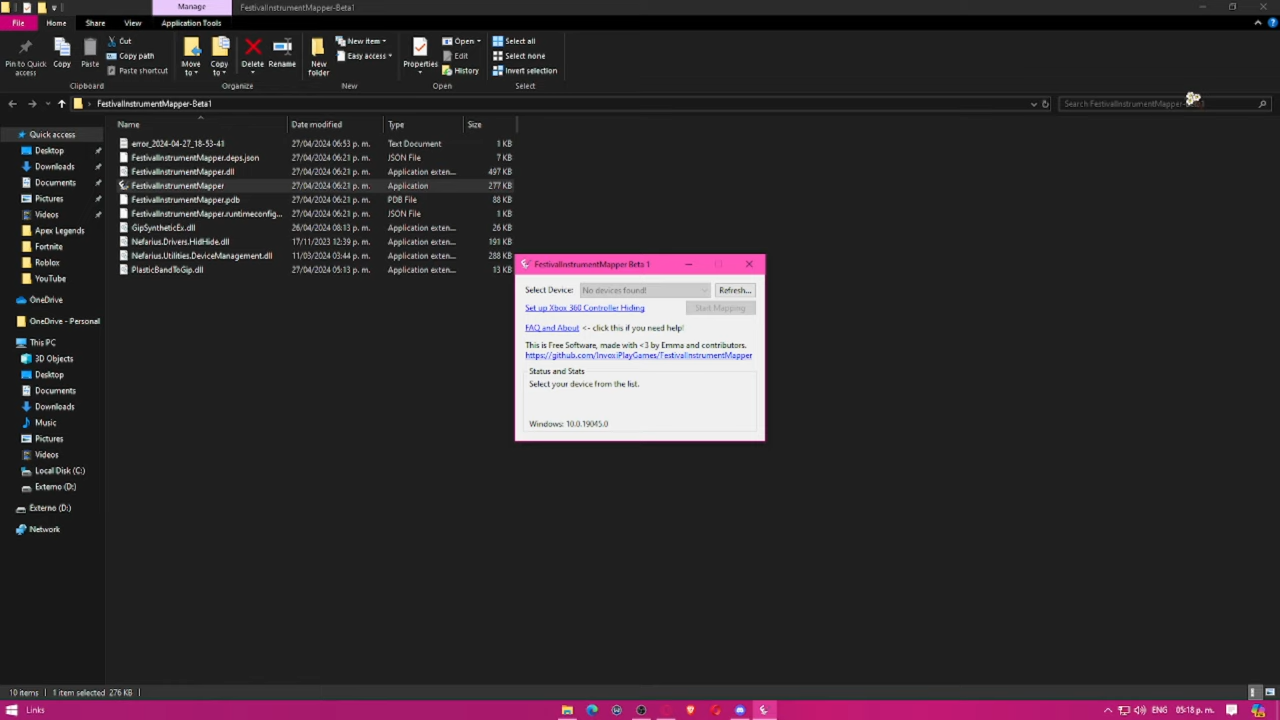 Manage
FestivalInstrumentMapper-Beta1
File
Home
Share
View
Application Tools
Pin to Quick access
Copy
Paste
Cut
Copy path
Paste shortcut
Clipboard
Move to
Copy to
Delete
Rename
Organize
New folder
New item
Easy access
New
Properties
Open
Edit
History
Open
Select all
Select none
Invert selection
Select
FestivalInstrumentMapper-Beta1
Search FestivalInstrumentMapper-
Name Date modified Type Size
error_2024-04-27_18-53-41 27/04/2024 06:53 p. m. Text Document 1 KB
FestivalInstrumentMapper.deps.json 27/04/2024 06:21 p. m. JSON File 7 KB
FestivalInstrumentMapper.dll 27/04/2024 06:21 p. m. Application exten... 497 KB
FestivalInstrumentMapper 27/04/2024 06:21 p. m. Application 277 KB
FestivalInstrumentMapper.pdb 27/04/2024 06:21 p. m. PDB File 88 KB
FestivalInstrumentMapper.runtimeconfig... 27/04/2024 06:21 p. m. JSON File 1 KB
GipSyntheticEx.dll 26/04/2024 08:13 p. m. Application exten... 26 KB
Nefarius.Drivers.HidHide.dll 17/11/2023 12:39 p. m. Application exten... 191 KB
Nefarius.Utilities.DeviceManagement.dll 11/03/2024 03:44 p. m. Application exten... 288 KB
PlasticBandToGip.dll 27/04/2024 05:13 p. m. Application exten... 13 KB
Quick access
Desktop
Downloads
Documents
Pictures
Videos
Apex Legends
Fortnite
Roblox
YouTube
OneDrive
OneDrive - Personal
This PC
3D Objects
Desktop
Documents
Downloads
Music
Pictures
Videos
Local Disk (C:)
Externo (D:)
Externo (D:)
Network
FestivalInstrumentMapper Beta 1
Select Device: No devices found! Refresh...
Set up Xbox 360 Controller Hiding Start Mapping
FAQ and About <- click this if you need help!
This is Free Software, made with <3 by Emma and contributors.
https://github.com/InvoxiPlayGames/FestivalInstrumentMapper
Status and Stats
Select your device from the list.
Windows: 10.0.19045.0
10 items 1 item selected 276 KB
Links
ENG 05:18 p. m.